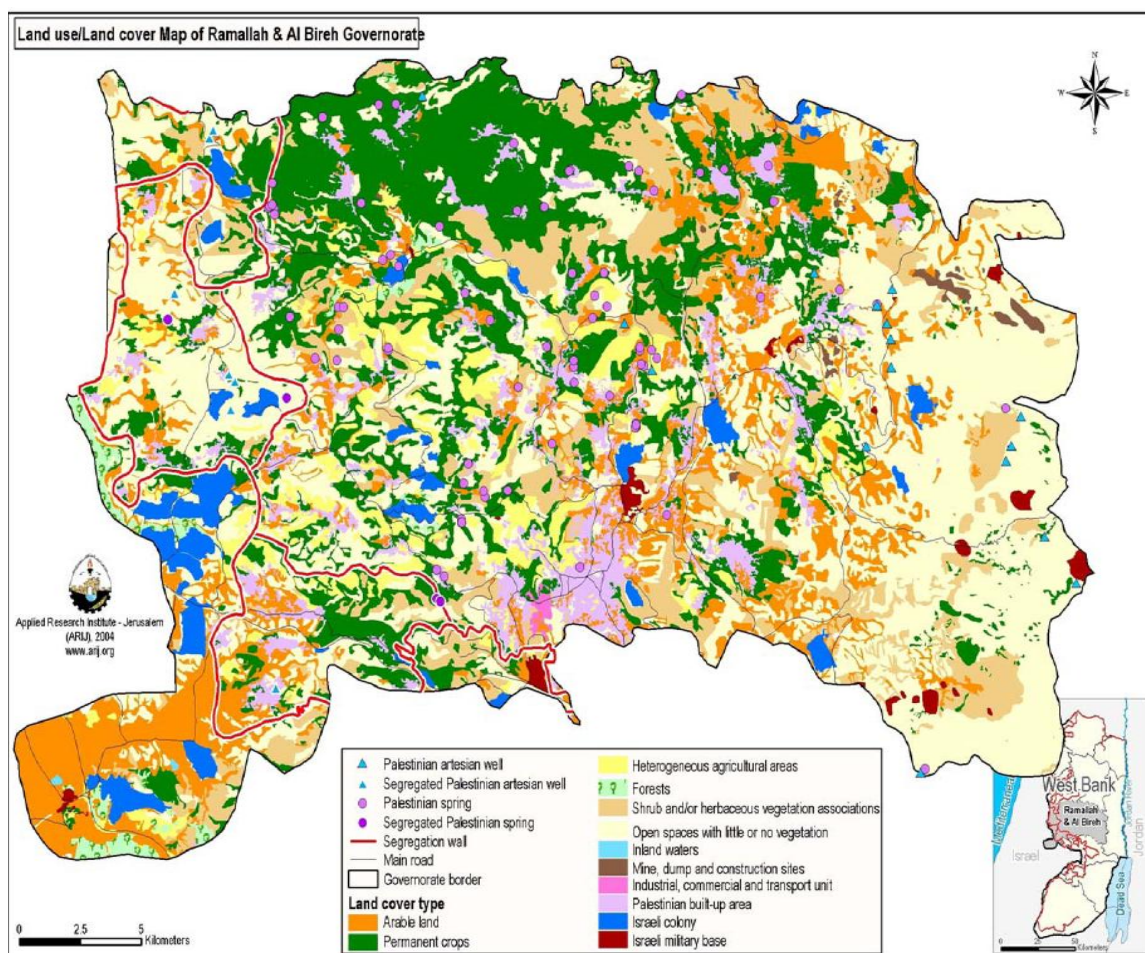 Land use/Land cover Map of Ramallah & Al Bireh Governorate
N
W E
S
Applied Research Institute - Jerusalem
(ARIJ), 2004
www.arij.org
Palestinian artesian well
Segregated Palestinian artesian well
Palestinian spring
Segregated Palestinian spring
Segregation wall
Main road
Governorate border
Land cover type
Arable land
Permanent crops
Heterogeneous agricultural areas
Forests
Shrub and/or herbaceous vegetation associations
Open spaces with little or no vegetation
Inland waters
Mine, dump and construction sites
Industrial, commercial and transport unit
Palestinian built-up area
Israeli colony
Israeli military base
0 2.5 5
Kilometers
West Bank
Ramallah
& Al Bireh
Israel
Jordan
Dead Sea
0 25 50
Kilometers